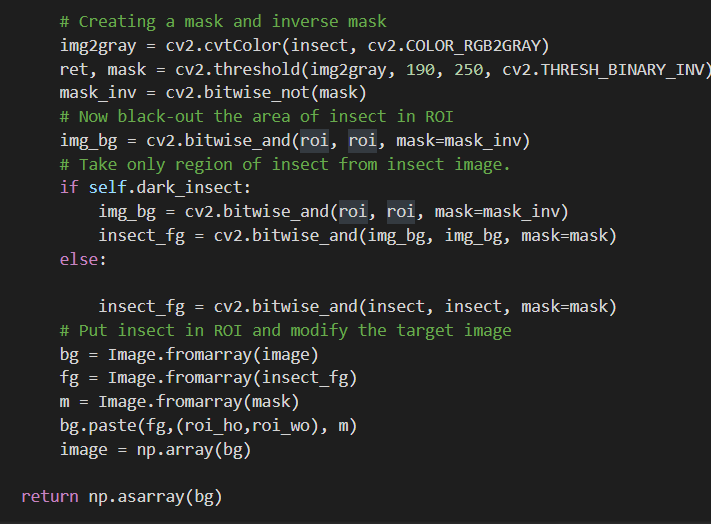 # Creating a mask and inverse mask
img2gray = cv2.cvtColor(insect, cv2.COLOR_RGB2GRAY)
ret, mask = cv2.threshold(img2gray, 190, 250, cv2.THRESH_BINARY_INV)
mask_inv = cv2.bitwise_not(mask)
# Now black-out the area of insect in ROI
img_bg = cv2.bitwise_and(roi, roi, mask=mask_inv)
# Take only region of insect from insect image.
if self.dark_insect:
    img_bg = cv2.bitwise_and(roi, roi, mask=mask_inv)
    insect_fg = cv2.bitwise_and(img_bg, img_bg, mask=mask)
else:
    insect_fg = cv2.bitwise_and(insect, insect, mask=mask)
# Put insect in ROI and modify the target image
bg = Image.fromarray(image)
fg = Image.fromarray(insect_fg)
m = Image.fromarray(mask)
bg.paste(fg,(roi_ho,roi_wo), m)
image = np.array(bg)
return np.asarray(bg)